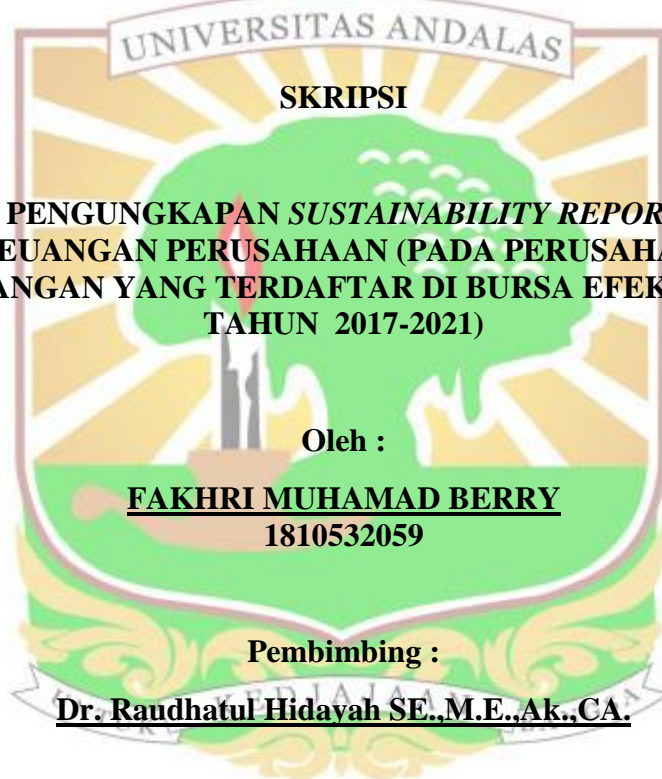 UNIVERSITAS ANDALAS
SKRIPSI
PENGUNGKAPAN SUSTAINABILITY REPOR
EUANGAN PERUSAHAAN (PADA PERUSAHA
ANGAN YANG TERDAFTAR DI BURSA EFEK
TAHUN 2017-2021)
Oleh :
FAKHRI MUHAMAD BERRY
1810532059
Pembimbing :
Dr. Raudhatul Hidayah SE.,M.E.,Ak.,CA.